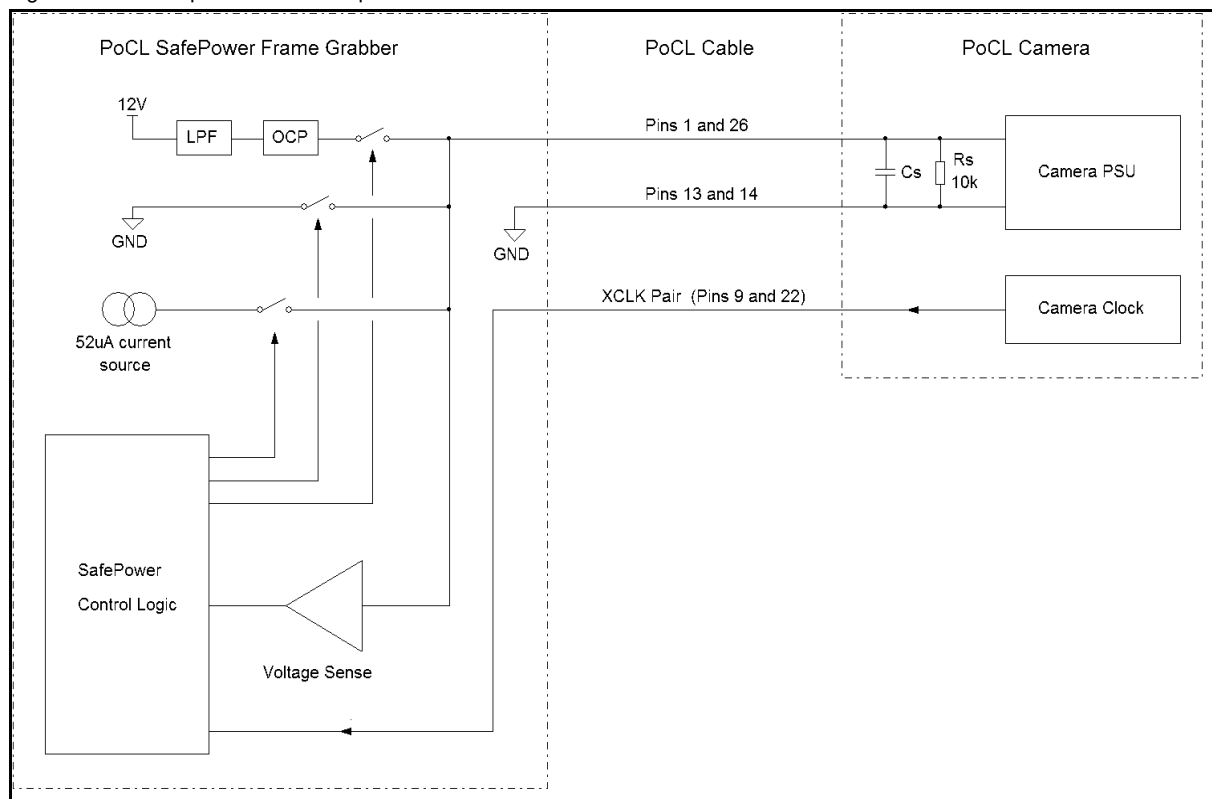 PoCL SafePower Frame Grabber
PoCL Cable
PoCL Camera
12V
LPF
OCP
Pins 1 and 26
Cs
Rs
10k
Camera PSU
Pins 13 and 14
GND
GND
XCLK Pair (Pins 9 and 22)
Camera Clock
52uA current
source
SafePower
Control Logic
Voltage Sense